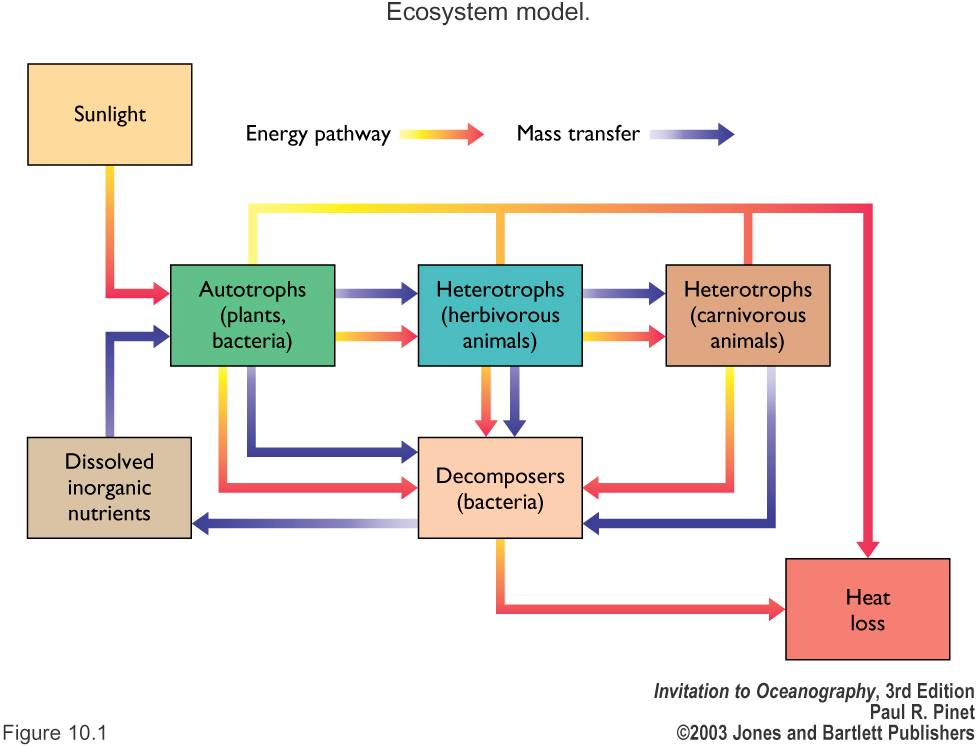 Ecosystem model.
Sunlight
Energy pathway
Mass transfer
Autotrophs
(plants,
bacteria)
Heterotrophs
(herbivorous
animals)
Heterotrophs
(carnivorous
animals)
Dissolved
inorganic
nutrients
Decomposers
(bacteria)
Heat
loss
Invitation to Oceanography, 3rd Edition
Paul R. Pinet
Figure 10.1
©2003 Jones and Bartlett Publishers